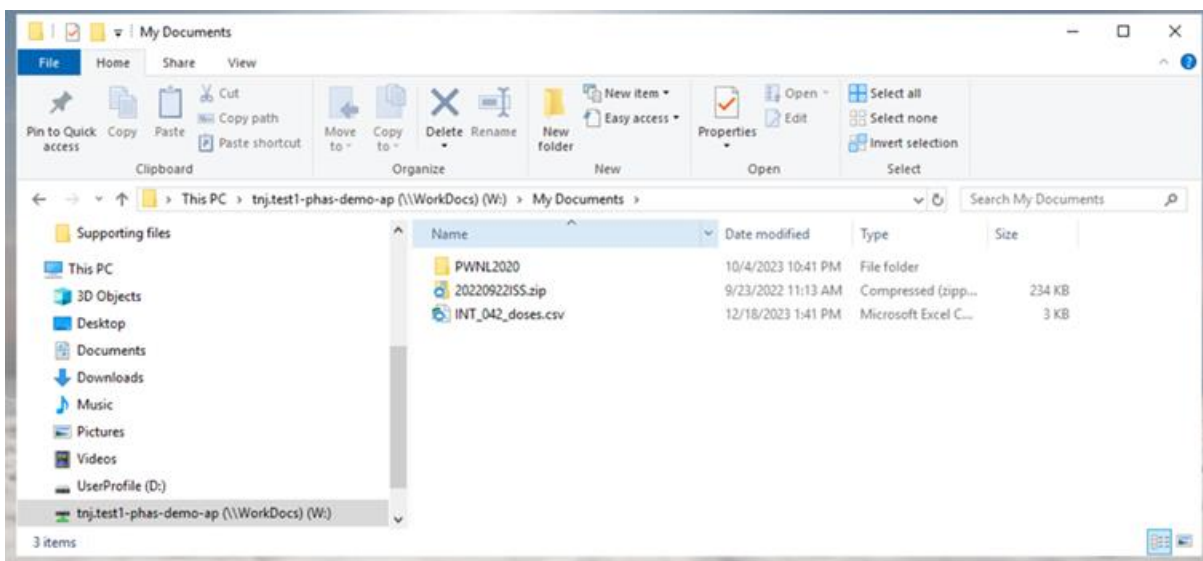 My Documents
File Home Share View
Pin to Quick access
Copy
Paste
Cut
Copy path
Paste shortcut
Move to
Copy to
Delete
Rename
New folder
New item
Easy access
Properties
Open
Edit
Select all
Select none
Invert selection
Clipboard Organize New Open Select
This PC > tnj.test1-phas-demo-ap (\\WorkDocs) (W:) > My Documents >
Search My Documents
Name Date modified Type Size
PWNL2020 10/4/2023 10:41 PM File folder
20220922ISS.zip 9/23/2022 11:13 AM Compressed (zipp... 234 KB
INT_042_doses.csv 12/18/2023 1:41 PM Microsoft Excel C... 3 KB
Supporting files
This PC
3D Objects
Desktop
Documents
Downloads
Music
Pictures
Videos
UserProfile (D:)
tnj.test1-phas-demo-ap (\\WorkDocs) (W:)
3 items